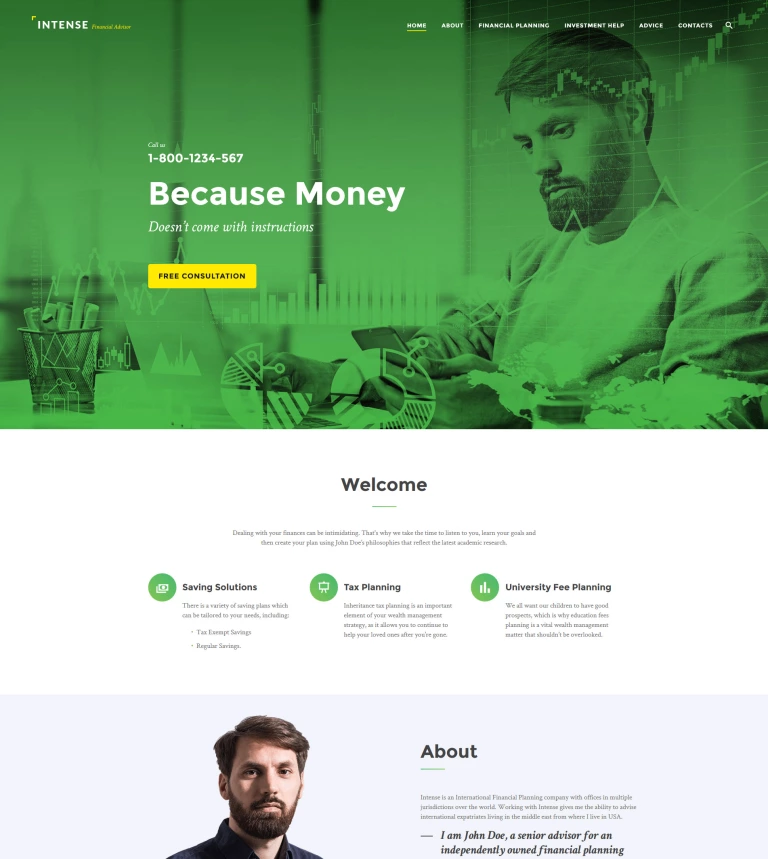 INTENSE Financial Advisor
HOME ABOUT FINANCIAL PLANNING INVESTMENT HELP ADVICE CONTACTS
Call us
1-800-1234-567
Because Money
Doesn't come with instructions
FREE CONSULTATION
Welcome
Dealing with your finances can be intimidating. That's why we take the time to listen to you, learn your goals and
then create your plan using John Doe's philosophies that reflect the latest academic research.
Saving Solutions
There is a variety of saving plans which
can be tailored to your needs, including:
Tax Exempt Savings
Regular Savings.
Tax Planning
Inheritance tax planning is an important
element of your wealth management
strategy, as it allows you to continue to
help your loved ones after you're gone.
University Fee Planning
We all want our children to have good
prospects, which is why education fees
planning is a vital wealth management
matter that shouldn't be overlooked.
About
Intense is an International Financial Planning company with offices in multiple
jurisdictions over the world. Working with Intense gives me the ability to advise
international expatriates living in the middle east from where I live in USA.
— I am John Doe, a senior advisor for an
independently owned financial planning